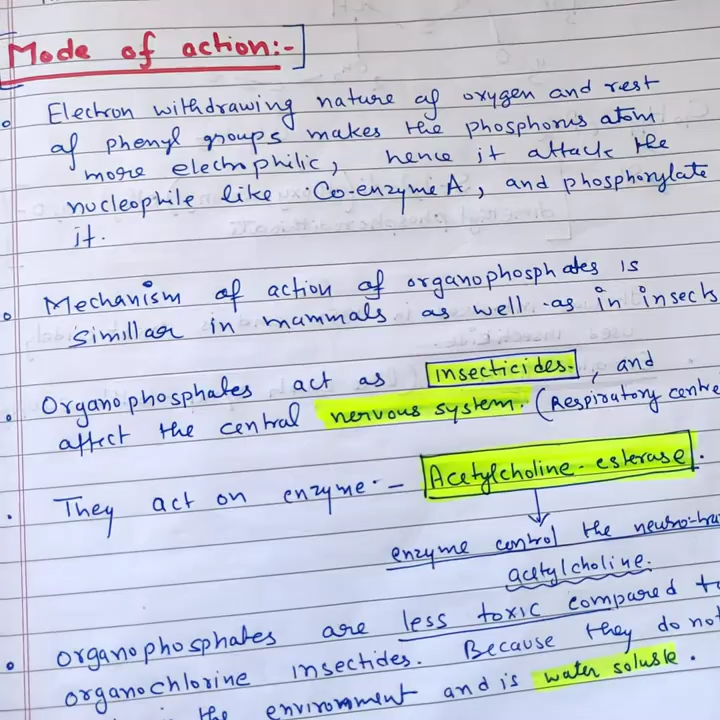 Mode of action:-
Electron withdrawing nature of oxygen and rest
of phenyl groups makes the phosphorus atom
more electrophilic, hence it attack the
nucleophile like Co-enzyme A, and phosphorylate
it.
Mechanism of action of organophosphates is
simillar in mammals as well as in insects
Organophosphates act as insecticides., and
affect the central nervous system. (Respiratory centre
They act on enzyme - Acetylcholine-esterase.
enzyme control the neuro-tra
acetylcholine.
organophosphates are less toxic compared to
organochlorine insectides. Because they do not
the environment and is water soluble.